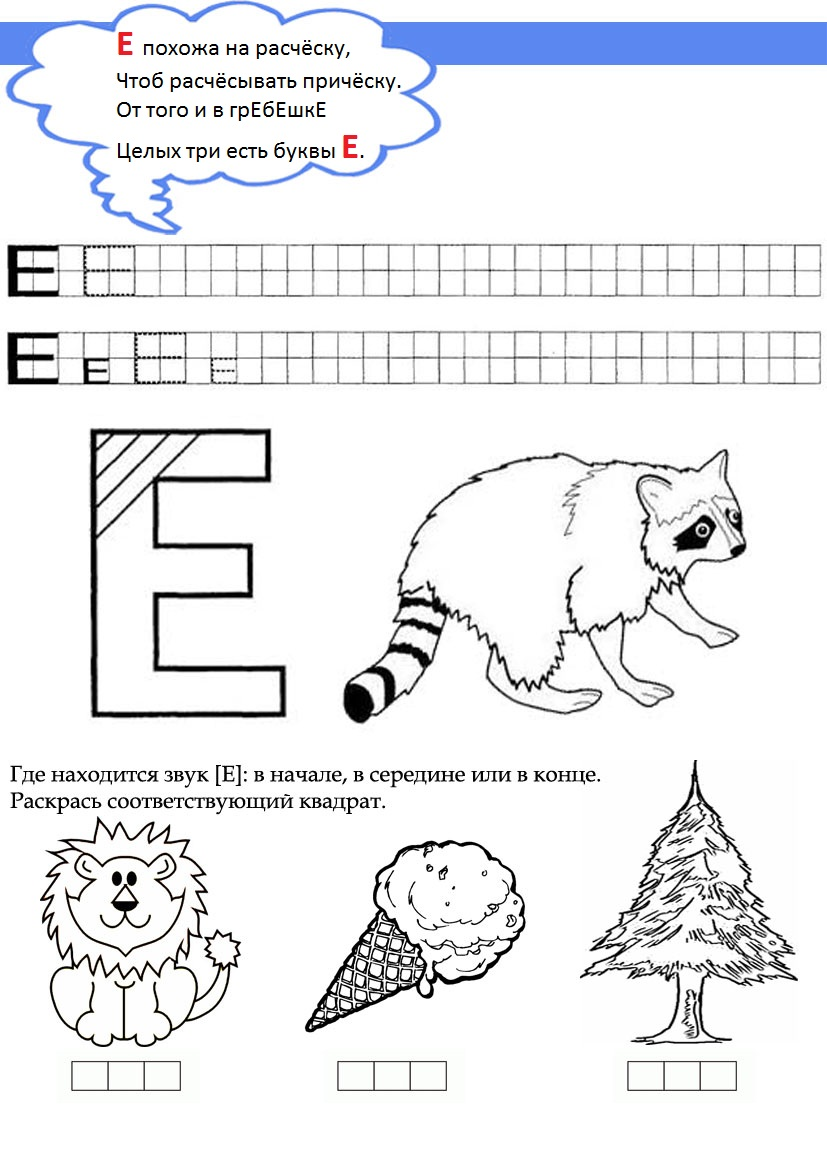 Е похожа на расчёску,
Чтоб расчёсывать причёску.
От того и в грЕбЕшкЕ
Целых три есть буквы Е.
Е Е
Е е Е е
Е
Где находится звук [Е]: в начале, в середине или в конце.
Раскрась соответствующий квадрат.